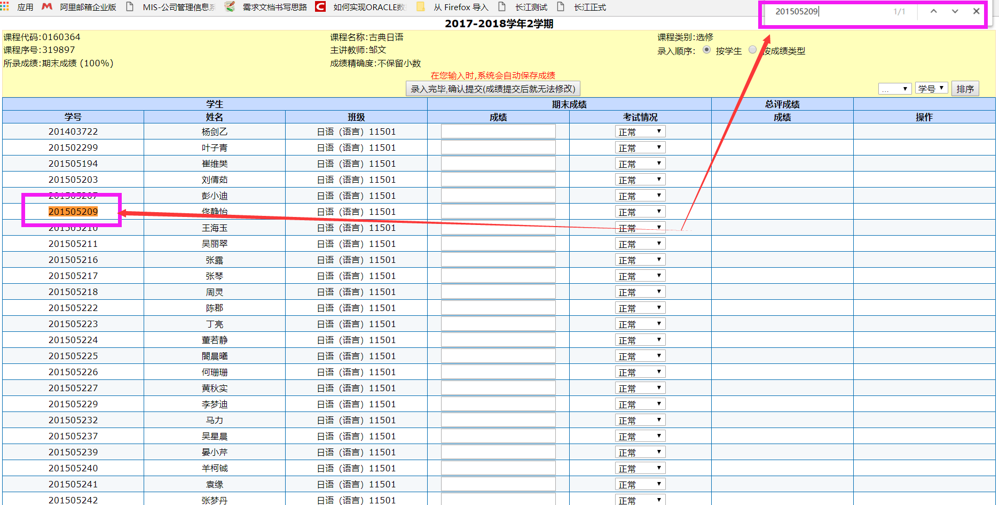 应用 阿里邮箱企业版 MIS-公司管理信息系 需求文档书写思路 如何实现ORACLE数 从 Firefox 导入 长江测试 长江正式
201505209 1/1
2017-2018学年2学期
课程代码:0160364 课程名称:古典日语 课程类别:选修
课程序号:319897 主讲教师:邹文 录入顺序: 按学生 按成绩类型
所录成绩:期末成绩 (100%) 成绩精确度:不保留小数
在您输入时,系统会自动保存成绩
录入完毕,确认提交(成绩提交后就无法修改) ... 学号 排序
学生 期末成绩 总评成绩
学号 姓名 班级 成绩 考试情况 成绩 操作
201403722 杨剑乙 日语（语言）11501 正常
201502299 叶子青 日语（语言）11501 正常
201505194 崔维樊 日语（语言）11501 正常
201505203 刘倩茹 日语（语言）11501 正常
201505207 彭小迪 日语（语言）11501 正常
201505209 佟静怡 日语（语言）11501 正常
201505210 王海玉 日语（语言）11501 正常
201505211 吴丽翠 日语（语言）11501 正常
201505216 张露 日语（语言）11501 正常
201505217 张琴 日语（语言）11501 正常
201505218 周灵 日语（语言）11501 正常
201505222 陈郡 日语（语言）11501 正常
201505223 丁亮 日语（语言）11501 正常
201505224 董若静 日语（语言）11501 正常
201505225 閤晨曦 日语（语言）11501 正常
201505226 何珊珊 日语（语言）11501 正常
201505227 黄秋实 日语（语言）11501 正常
201505229 李梦迪 日语（语言）11501 正常
201505232 马力 日语（语言）11501 正常
201505237 吴星晨 日语（语言）11501 正常
201505239 晏小芹 日语（语言）11501 正常
201505240 羊柯铖 日语（语言）11501 正常
201505241 袁缘 日语（语言）11501 正常
201505242 张梦丹 日语（语言）11501 正常